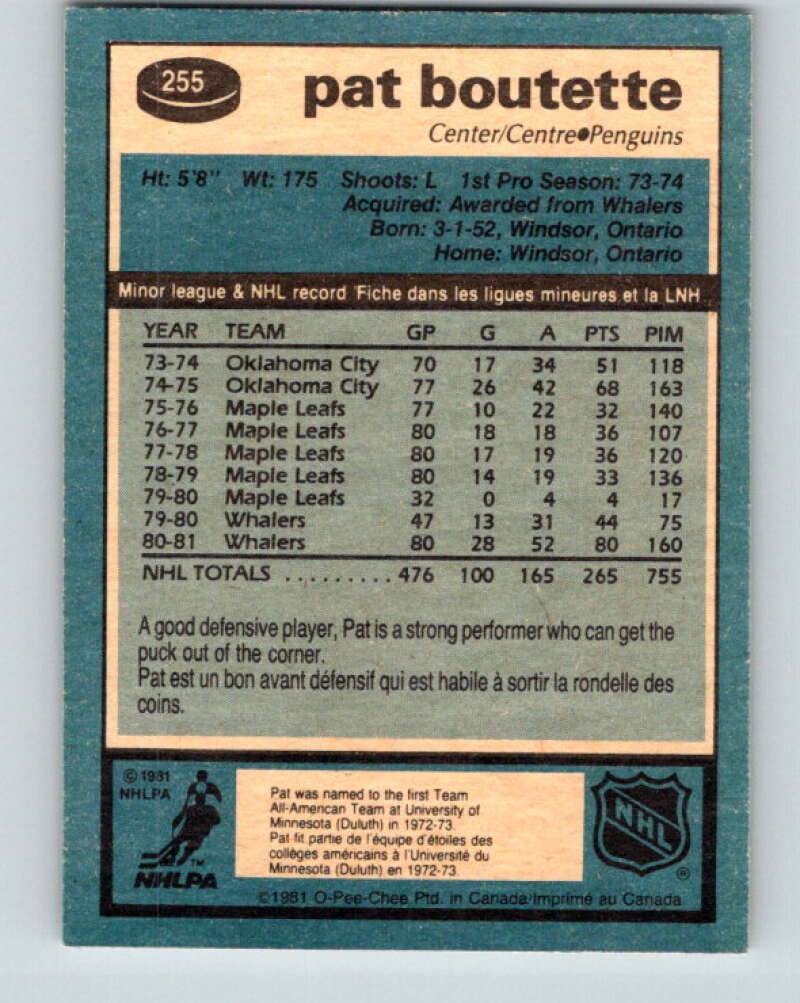 255
pat boutette
Center/Centre●Penguins
Ht: 5'8" Wt: 175 Shoots: L 1st Pro Season: 73-74
Acquired: Awarded from Whalers
Born: 3-1-52, Windsor, Ontario
Home: Windsor, Ontario
Minor league & NHL record Fiche dans les ligues mineures et la LNH
YEAR TEAM GP G A PTS PIM
73-74 Oklahoma City 70 17 34 51 118
74-75 Oklahoma City 77 26 42 68 163
75-76 Maple Leafs 77 10 22 32 140
76-77 Maple Leafs 80 18 18 36 107
77-78 Maple Leafs 80 17 19 36 120
78-79 Maple Leafs 80 14 19 33 136
79-80 Maple Leafs 32 0 4 4 17
79-80 Whalers 47 13 31 44 75
80-81 Whalers 80 28 52 80 160
NHL TOTALS ......... 476 100 165 265 755
A good defensive player, Pat is a strong performer who can get the
puck out of the corner.
Pat est un bon avant défensif qui est habile à sortir la rondelle des
coins.
© 1981
NHLPA
TM
NHLPA
Pat was named to the first Team
All-American Team at University of
Minnesota (Duluth) in 1972-73.
Pat fit partie de l'équipe d'étoiles des
collèges américains à l'Université du
Minnesota (Duluth) en 1972-73.
NHL
®
©1981 O-Pee-Chee Ptd. in Canada/Imprimé au Canada